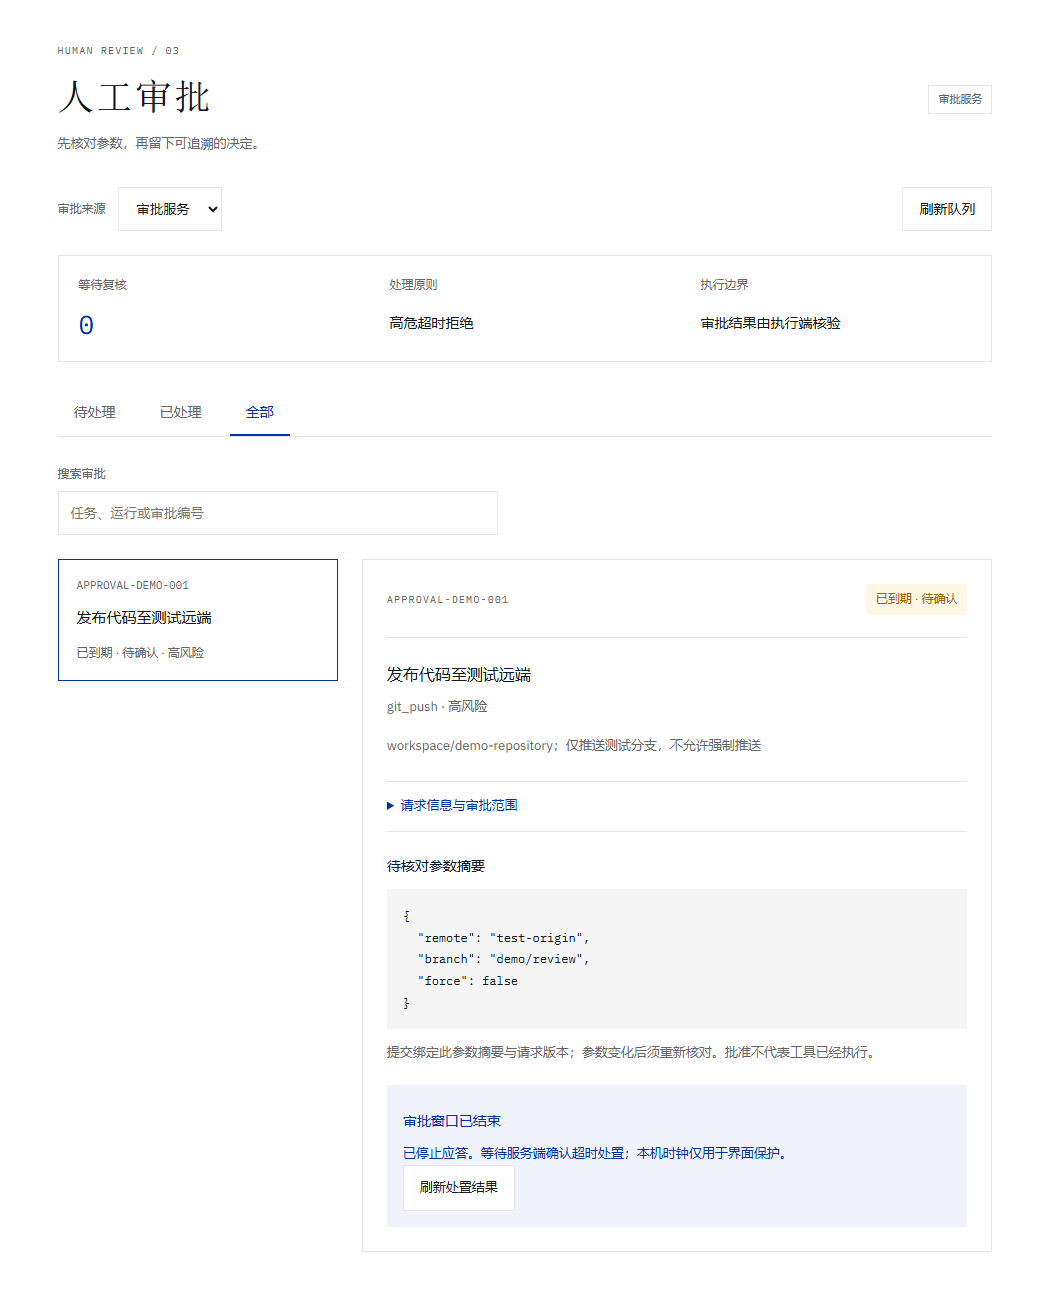 HUMAN REVIEW / 03
人工审批
审批服务
先核对参数，再留下可追溯的决定。
审批来源
审批服务
刷新队列
等待复核
处理原则
执行边界
0
高危超时拒绝
审批结果由执行端核验
待处理
已处理
全部
搜索审批
任务、运行或审批编号
APPROVAL-DEMO-001
发布代码至测试远端
已到期 · 待确认 · 高风险
APPROVAL-DEMO-001
已到期 · 待确认
发布代码至测试远端
git_push · 高风险
workspace/demo-repository；仅推送测试分支，不允许强制推送
请求信息与审批范围
待核对参数摘要
{
"remote": "test-origin",
"branch": "demo/review",
"force": false
}
提交绑定此参数摘要与请求版本；参数变化后须重新核对。批准不代表工具已经执行。
审批窗口已结束
已停止应答。等待服务端确认超时处置；本机时钟仅用于界面保护。
刷新处置结果